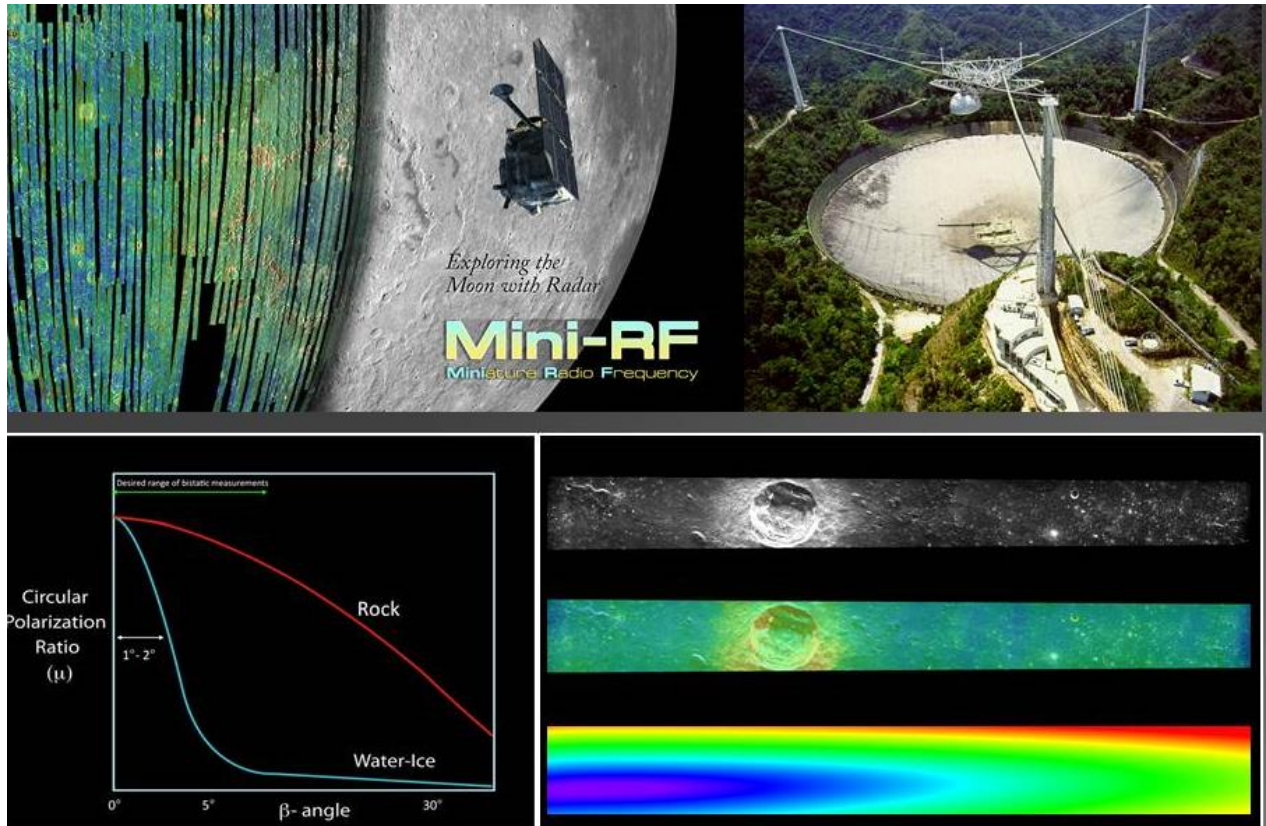 Exploring the
Moon with Radar
Mini-RF
Miniature Radio Frequency
Desired range of bistatic measurements
Circular
Polarization
Ratio
(μ)
1°- 2°
Rock
Water-Ice
0°
5°
30°
β- angle